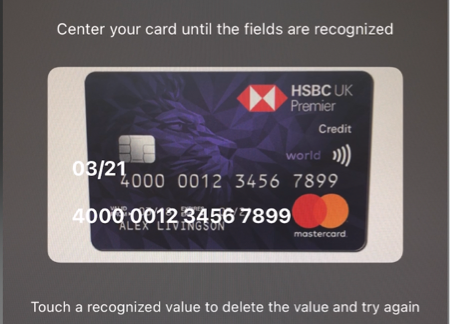 Center your card until the fields are recognized
HSBC UK
Premier
Credit
world
03/21
4000 0012 3456 7899
4000 0012 3456 7899
ALEX LIVINGSON
mastercard.
Touch a recognized value to delete the value and try again